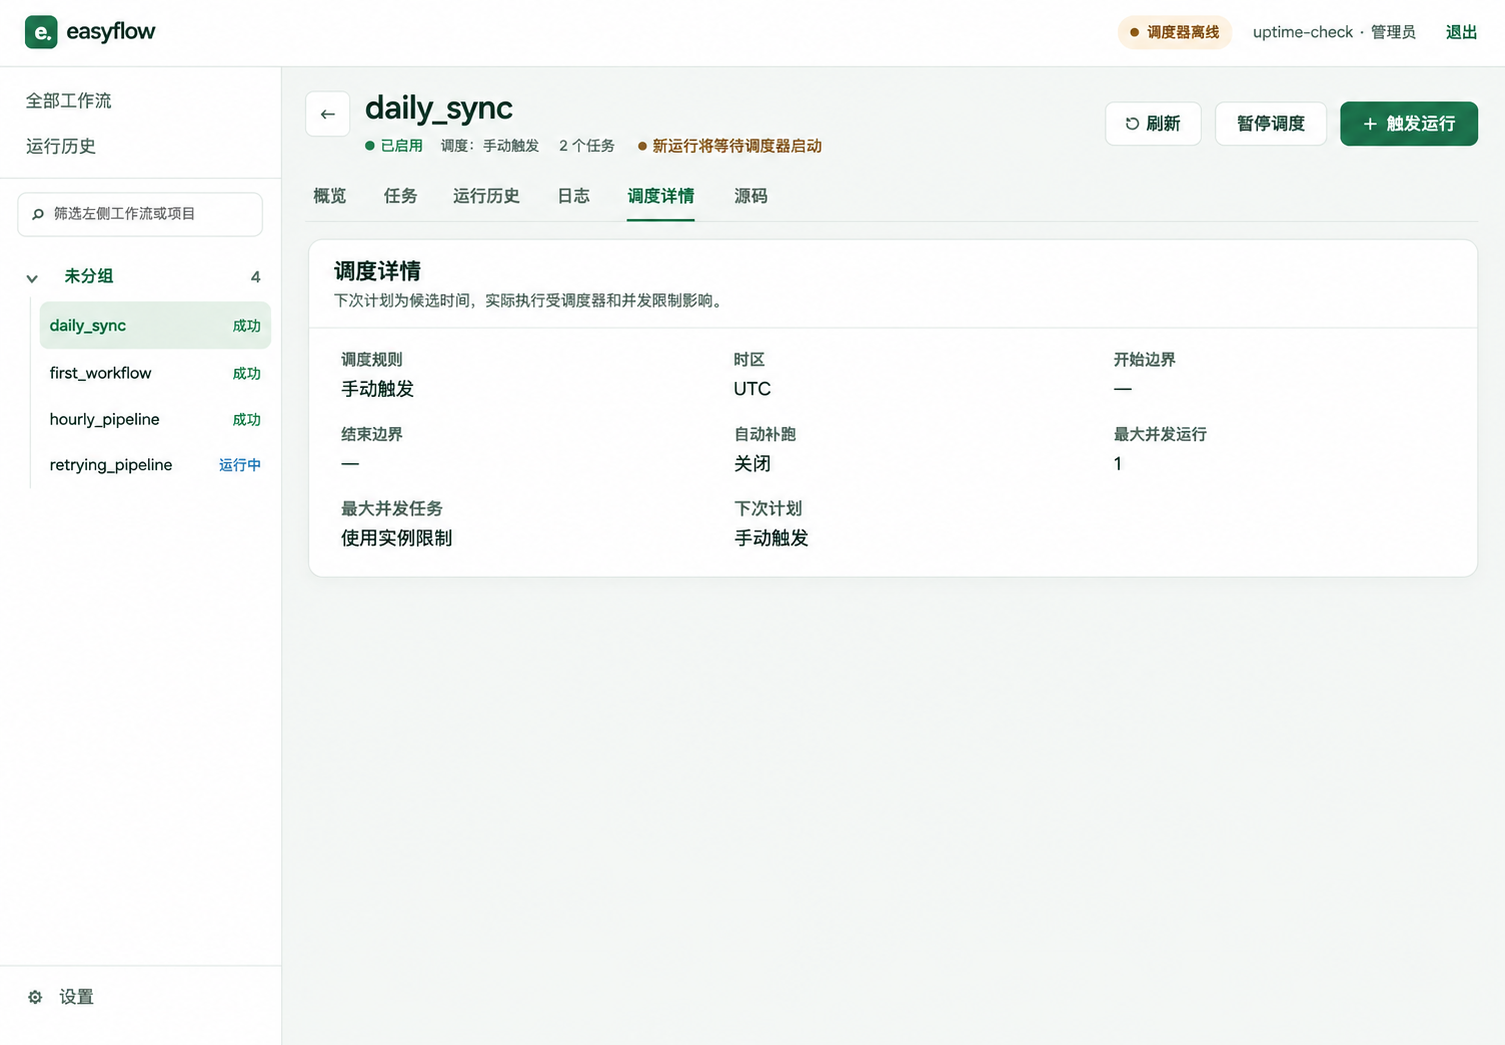 e. easyflow
调度器离线
uptime-check · 管理员
退出
全部工作流
运行历史
筛选左侧工作流或项目
未分组 4
daily_sync 成功
first_workflow 成功
hourly_pipeline 成功
retrying_pipeline 运行中
设置
← daily_sync
已启用 调度：手动触发 2 个任务 新运行将等待调度器启动
刷新
暂停调度
+ 触发运行
概览 任务 运行历史 日志 调度详情 源码
调度详情
下次计划为候选时间，实际执行受调度器和并发限制影响。
调度规则
手动触发
时区
UTC
开始边界
—
结束边界
—
自动补跑
关闭
最大并发运行
1
最大并发任务
使用实例限制
下次计划
手动触发